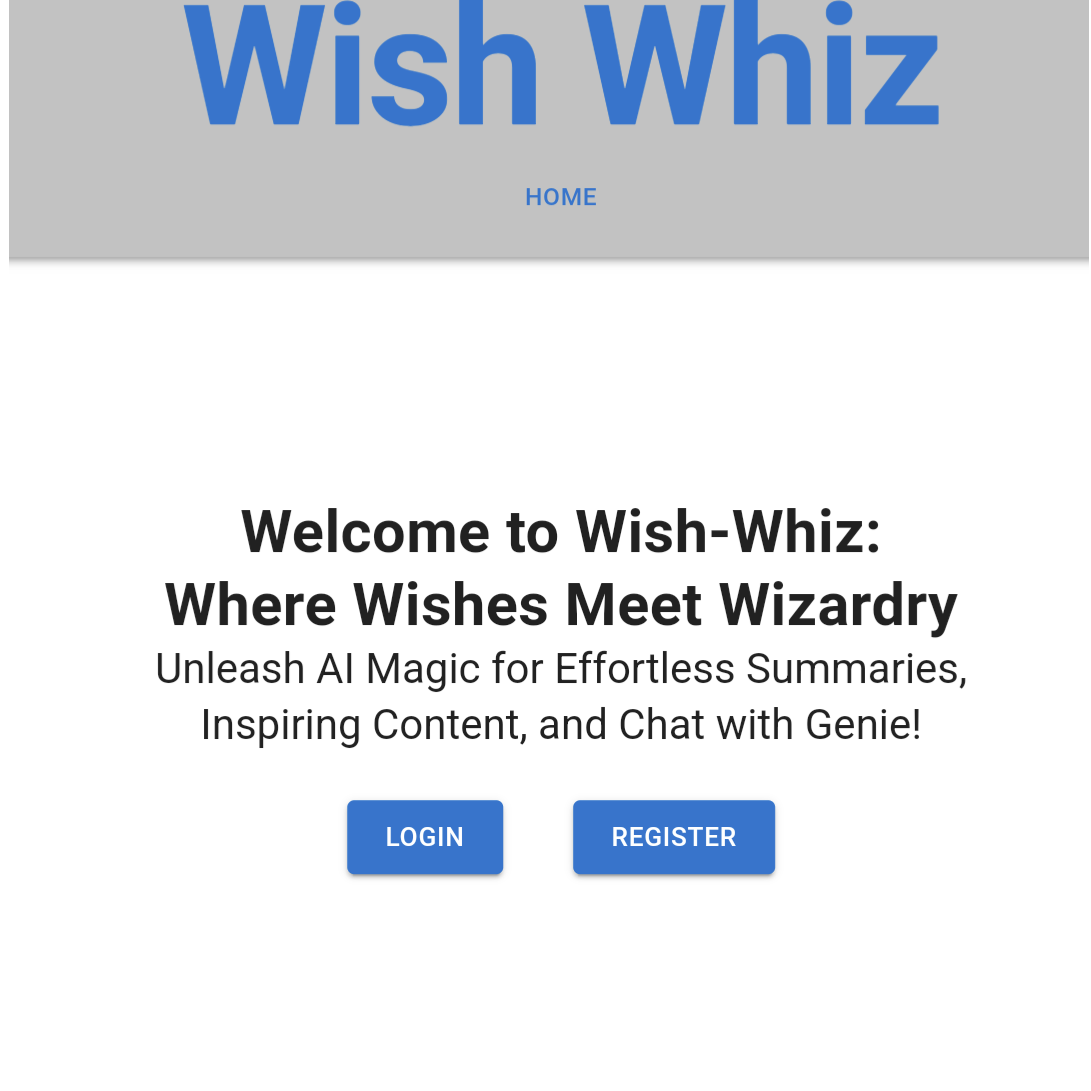 Wish Whiz
HOME
Welcome to Wish-Whiz:
Where Wishes Meet Wizardry
Unleash AI Magic for Effortless Summaries,
Inspiring Content, and Chat with Genie!
LOGIN REGISTER